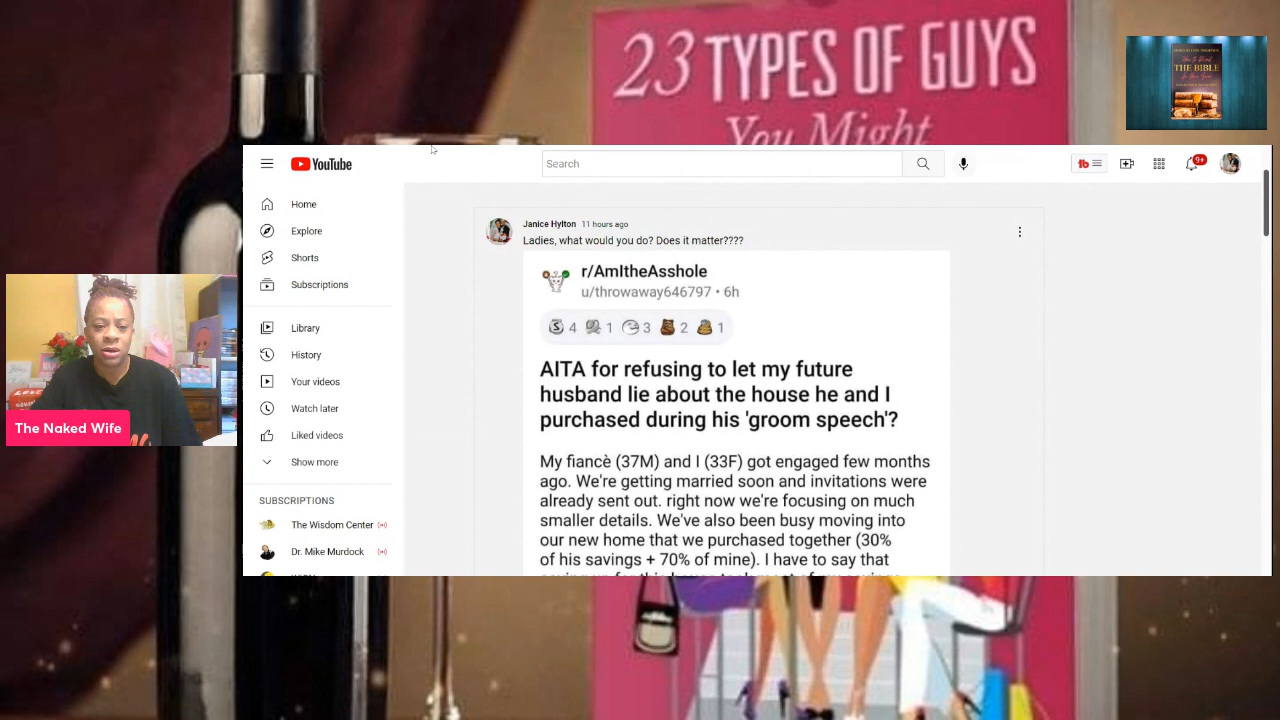 23 TYPES OF GUYS
You Might
THE BIBLE
YouTube
Search
9+
Home
Explore
Shorts
Subscriptions
Library
History
Your videos
Watch later
Liked videos
Show more
SUBSCRIPTIONS
The Wisdom Center
Dr. Mike Murdock
Janice Hylton 11 hours ago
Ladies, what would you do? Does it matter????
r/AmItheAsshole
u/throwaway646797 • 6h
4 1 3 2 1
AITA for refusing to let my future
husband lie about the house he and I
purchased during his 'groom speech'?
My fiancè (37M) and I (33F) got engaged few months
ago. We're getting married soon and invitations were
already sent out. right now we're focusing on much
smaller details. We've also been busy moving into
our new home that we purchased together (30%
of his savings + 70% of mine). I have to say that
The Naked Wife